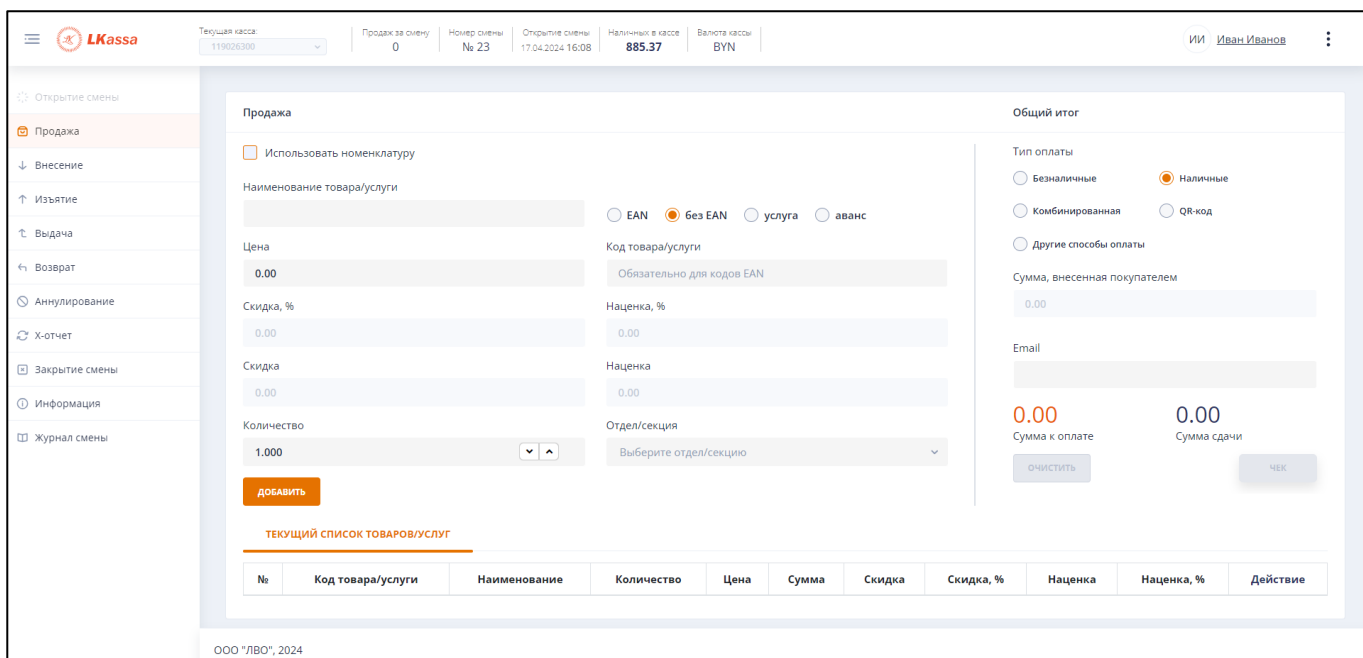 LKassa
Текущая касса:
119026300
Продаж за смену
0
Номер смены
№ 23
Открытие смены
17.04.2024 16:08
Наличных в кассе
885.37
Валюта кассы
BYN
ИИ Иван Иванов
Открытие смены
Продажа
Внесение
Изъятие
Выдача
Возврат
Аннулирование
X-отчет
Закрытие смены
Информация
Журнал смены
Продажа
Использовать номенклатуру
Наименование товара/услуги
EAN без EAN услуга аванс
Цена
0.00
Код товара/услуги
Обязательно для кодов EAN
Скидка, %
0.00
Наценка, %
0.00
Скидка
0.00
Наценка
0.00
Количество
1.000
Отдел/секция
Выберите отдел/секцию
ДОБАВИТЬ
Общий итог
Тип оплаты
Безналичные Наличные
Комбинированная QR-код
Другие способы оплаты
Сумма, внесенная покупателем
0.00
Email
0.00
Сумма к оплате
0.00
Сумма сдачи
ОЧИСТИТЬ ЧЕК
ТЕКУЩИЙ СПИСОК ТОВАРОВ/УСЛУГ
№ Код товара/услуги Наименование Количество Цена Сумма Скидка Скидка, % Наценка Наценка, % Действие
ООО "ЛВО", 2024